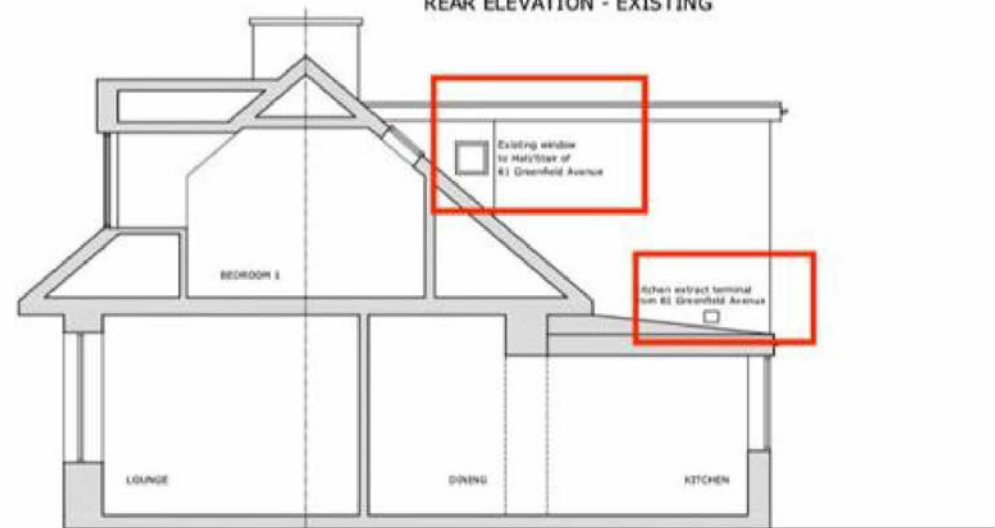 REAR ELEVATION - EXISTING
Existing window
to Hall/Stair of
61 Greenfield Avenue
BEDROOM 1
itchen extract terminal
om 61 Greenfield Avenue
LOUNGE
DINING
KITCHEN